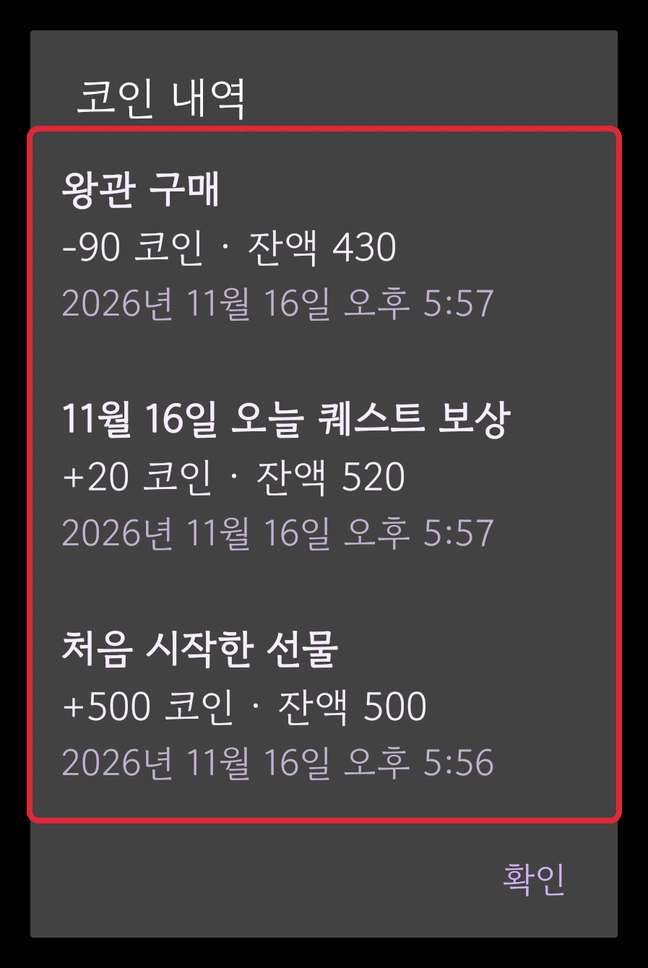 코인 내역
왕관 구매
-90 코인 · 잔액 430
2026년 11월 16일 오후 5:57
11월 16일 오늘 퀘스트 보상
+20 코인 · 잔액 520
2026년 11월 16일 오후 5:57
처음 시작한 선물
+500 코인 · 잔액 500
2026년 11월 16일 오후 5:56
확인